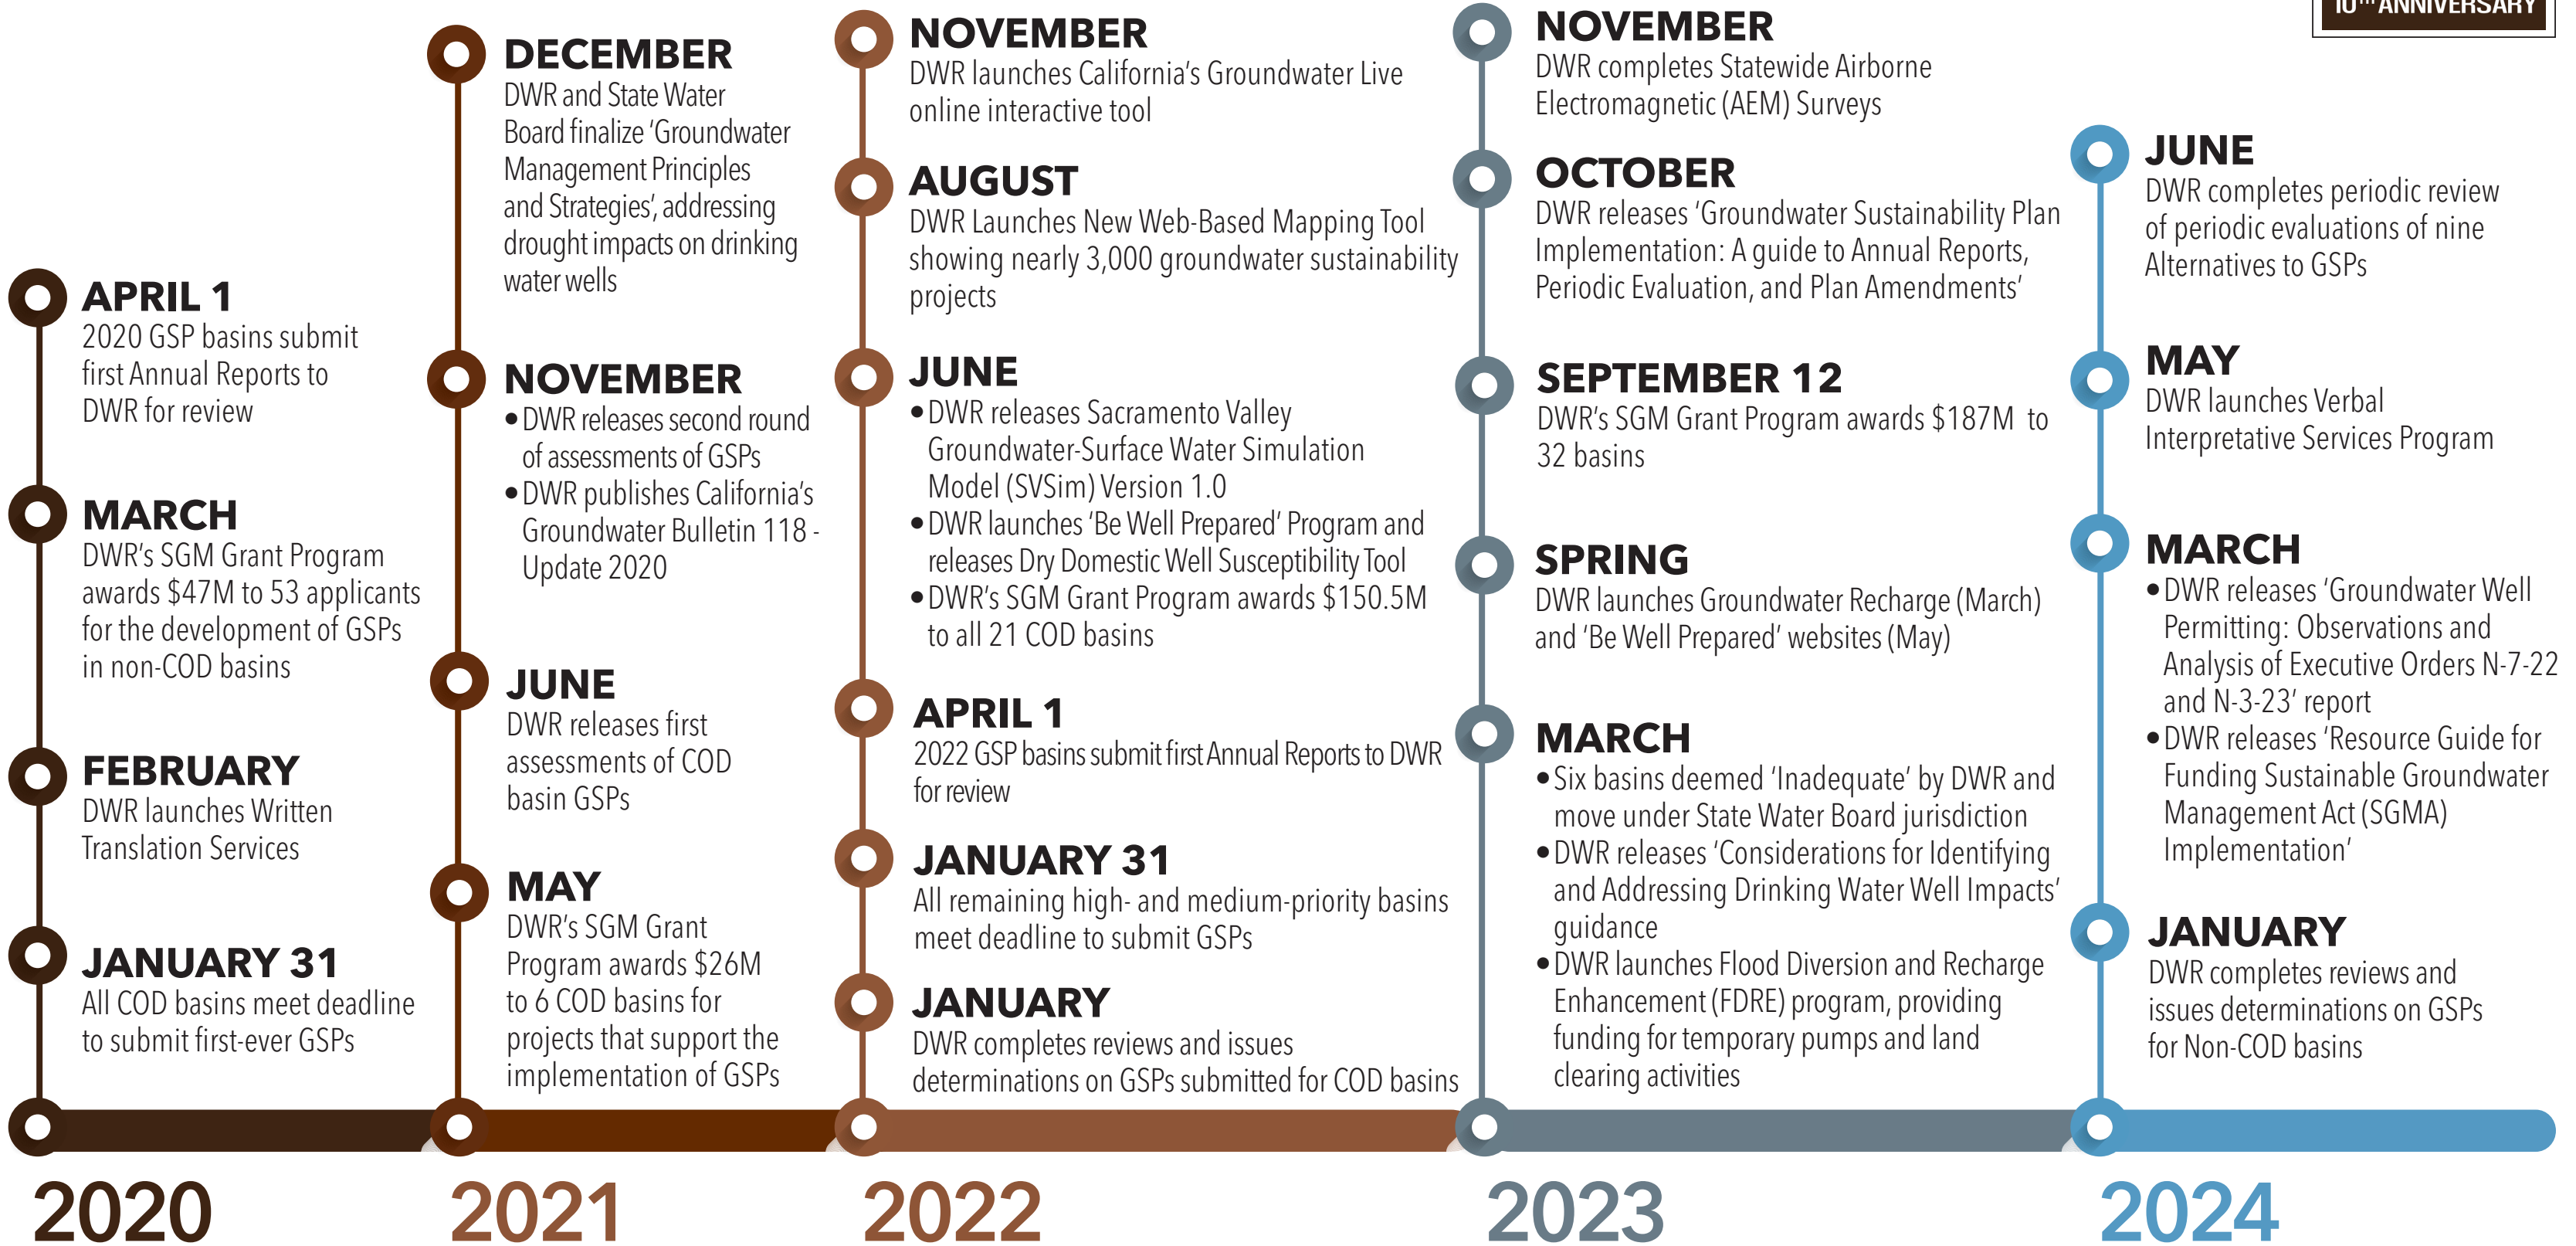 10TH ANNIVERSARY
APRIL 1
2020 GSP basins submit
first Annual Reports to
DWR for review
MARCH
DWR's SGM Grant Program
awards $47M to 53 applicants
for the development of GSPs
in non-COD basins
FEBRUARY
DWR launches Written
Translation Services
JANUARY 31
All COD basins meet deadline
to submit first-ever GSPs
2020
DECEMBER
DWR and State Water
Board finalize ‘Groundwater
Management Principles
and Strategies’, addressing
drought impacts on drinking
water wells
NOVEMBER
• DWR releases second round
of assessments of GSPs
• DWR publishes California’s
Groundwater Bulletin 118 -
Update 2020
JUNE
DWR releases first
assessments of COD
basin GSPs
MAY
DWR’s SGM Grant
Program awards $26M
to 6 COD basins for
projects that support the
implementation of GSPs
2021
NOVEMBER
DWR launches California’s Groundwater Live
online interactive tool
AUGUST
DWR Launches New Web-Based Mapping Tool
showing nearly 3,000 groundwater sustainability
projects
JUNE
• DWR releases Sacramento Valley
Groundwater-Surface Water Simulation
Model (SVSim) Version 1.0
• DWR launches ‘Be Well Prepared’ Program and
releases Dry Domestic Well Susceptibility Tool
• DWR’s SGM Grant Program awards $150.5M
to all 21 COD basins
APRIL 1
2022 GSP basins submit first Annual Reports to DWR
for review
JANUARY 31
All remaining high- and medium-priority basins
meet deadline to submit GSPs
JANUARY
DWR completes reviews and issues
determinations on GSPs submitted for COD basins
2022
NOVEMBER
DWR completes Statewide Airborne
Electromagnetic (AEM) Surveys
OCTOBER
DWR releases ‘Groundwater Sustainability Plan
Implementation: A guide to Annual Reports,
Periodic Evaluation, and Plan Amendments’
SEPTEMBER 12
DWR’s SGM Grant Program awards $187M to
32 basins
SPRING
DWR launches Groundwater Recharge (March)
and ‘Be Well Prepared’ websites (May)
MARCH
• Six basins deemed ‘Inadequate’ by DWR and
move under State Water Board jurisdiction
• DWR releases ‘Considerations for Identifying
and Addressing Drinking Water Well Impacts’
guidance
• DWR launches Flood Diversion and Recharge
Enhancement (FDRE) program, providing
funding for temporary pumps and land
clearing activities
2023
JUNE
DWR completes periodic review
of periodic evaluations of nine
Alternatives to GSPs
MAY
DWR launches Verbal
Interpretative Services Program
MARCH
• DWR releases ‘Groundwater Well
Permitting: Observations and
Analysis of Executive Orders N-7-22
and N-3-23’ report
• DWR releases ‘Resource Guide for
Funding Sustainable Groundwater
Management Act (SGMA)
Implementation’
JANUARY
DWR completes reviews and
issues determinations on GSPs
for Non-COD basins
2024